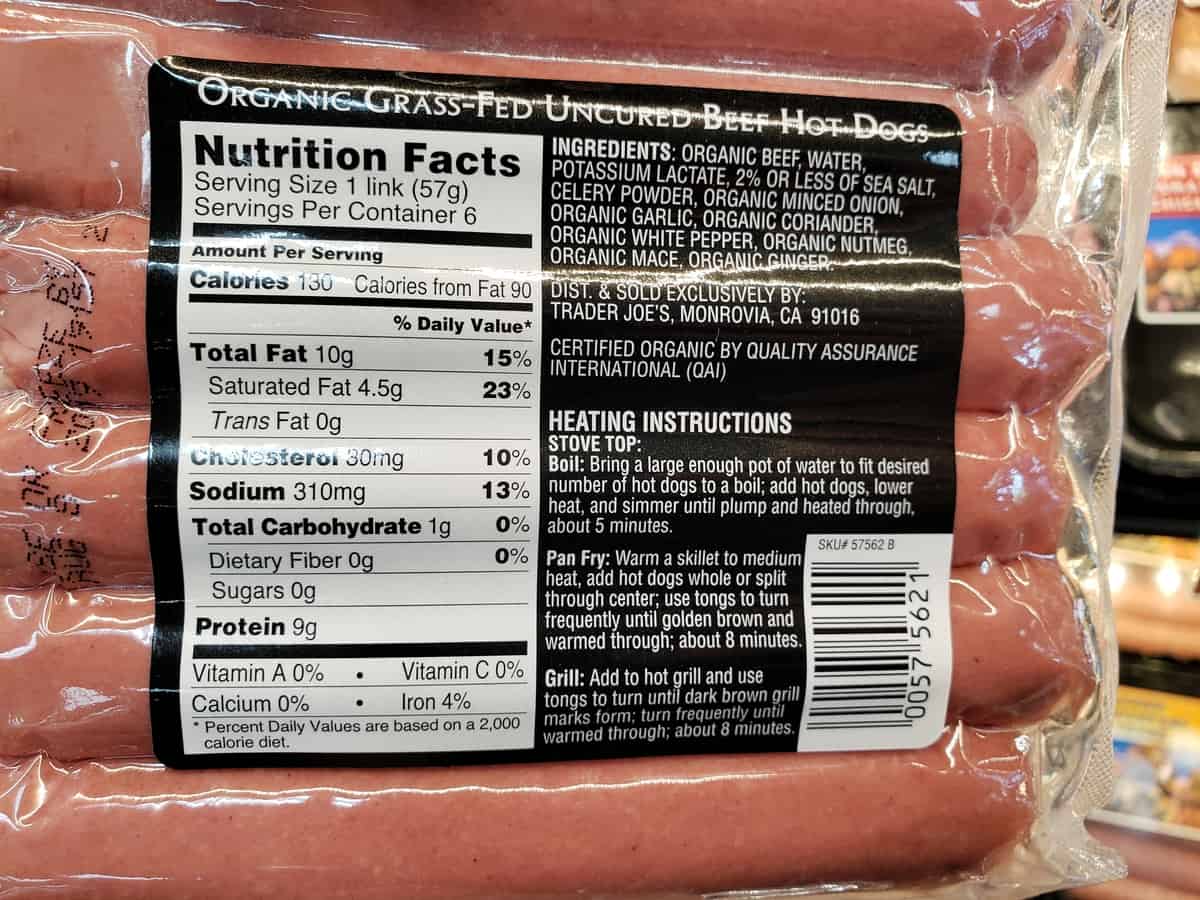 ORGANIC GRASS-FED UNCURED BEEF HOT DOGS
Nutrition Facts
Serving Size 1 link (57g)
Servings Per Container 6
Amount Per Serving
Calories 130 Calories from Fat 90
% Daily Value*
Total Fat 10g 15%
Saturated Fat 4.5g 23%
Trans Fat 0g
Cholesterol 30mg 10%
Sodium 310mg 13%
Total Carbohydrate 1g 0%
Dietary Fiber 0g 0%
Sugars 0g
Protein 9g
Vitamin A 0% • Vitamin C 0%
Calcium 0% • Iron 4%
* Percent Daily Values are based on a 2,000
calorie diet.
INGREDIENTS: ORGANIC BEEF, WATER,
POTASSIUM LACTATE, 2% OR LESS OF SEA SALT,
CELERY POWDER, ORGANIC MINCED ONION,
ORGANIC GARLIC, ORGANIC CORIANDER,
ORGANIC WHITE PEPPER, ORGANIC NUTMEG,
ORGANIC MACE, ORGANIC GINGER.
DIST. & SOLD EXCLUSIVELY BY:
TRADER JOE'S, MONROVIA, CA 91016
CERTIFIED ORGANIC BY QUALITY ASSURANCE
INTERNATIONAL (QAI)
HEATING INSTRUCTIONS
STOVE TOP:
Boil: Bring a large enough pot of water to fit desired
number of hot dogs to a boil; add hot dogs, lower
heat, and simmer until plump and heated through,
about 5 minutes.
Pan Fry: Warm a skillet to medium
heat, add hot dogs whole or split
through center; use tongs to turn
frequently until golden brown and
warmed through; about 8 minutes.
Grill: Add to hot grill and use
tongs to turn until dark brown grill
marks form; turn frequently until
warmed through; about 8 minutes.
SKU# 57562 B
0057 5621